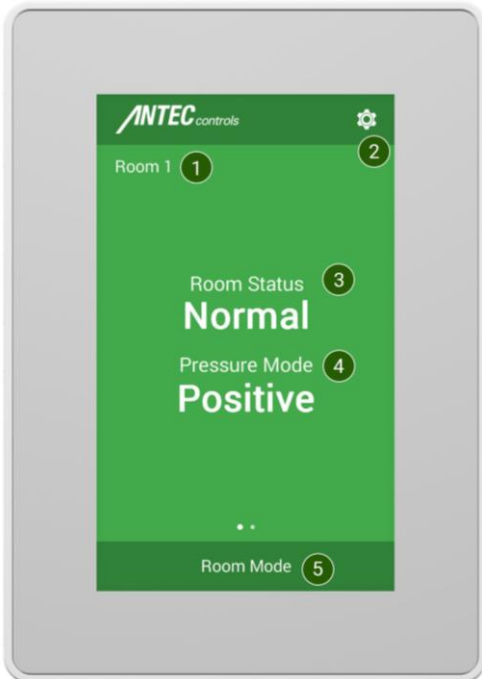 ANTEC controls
2
Room 1 1
Room Status 3
Normal
Pressure Mode 4
Positive
Room Mode 5